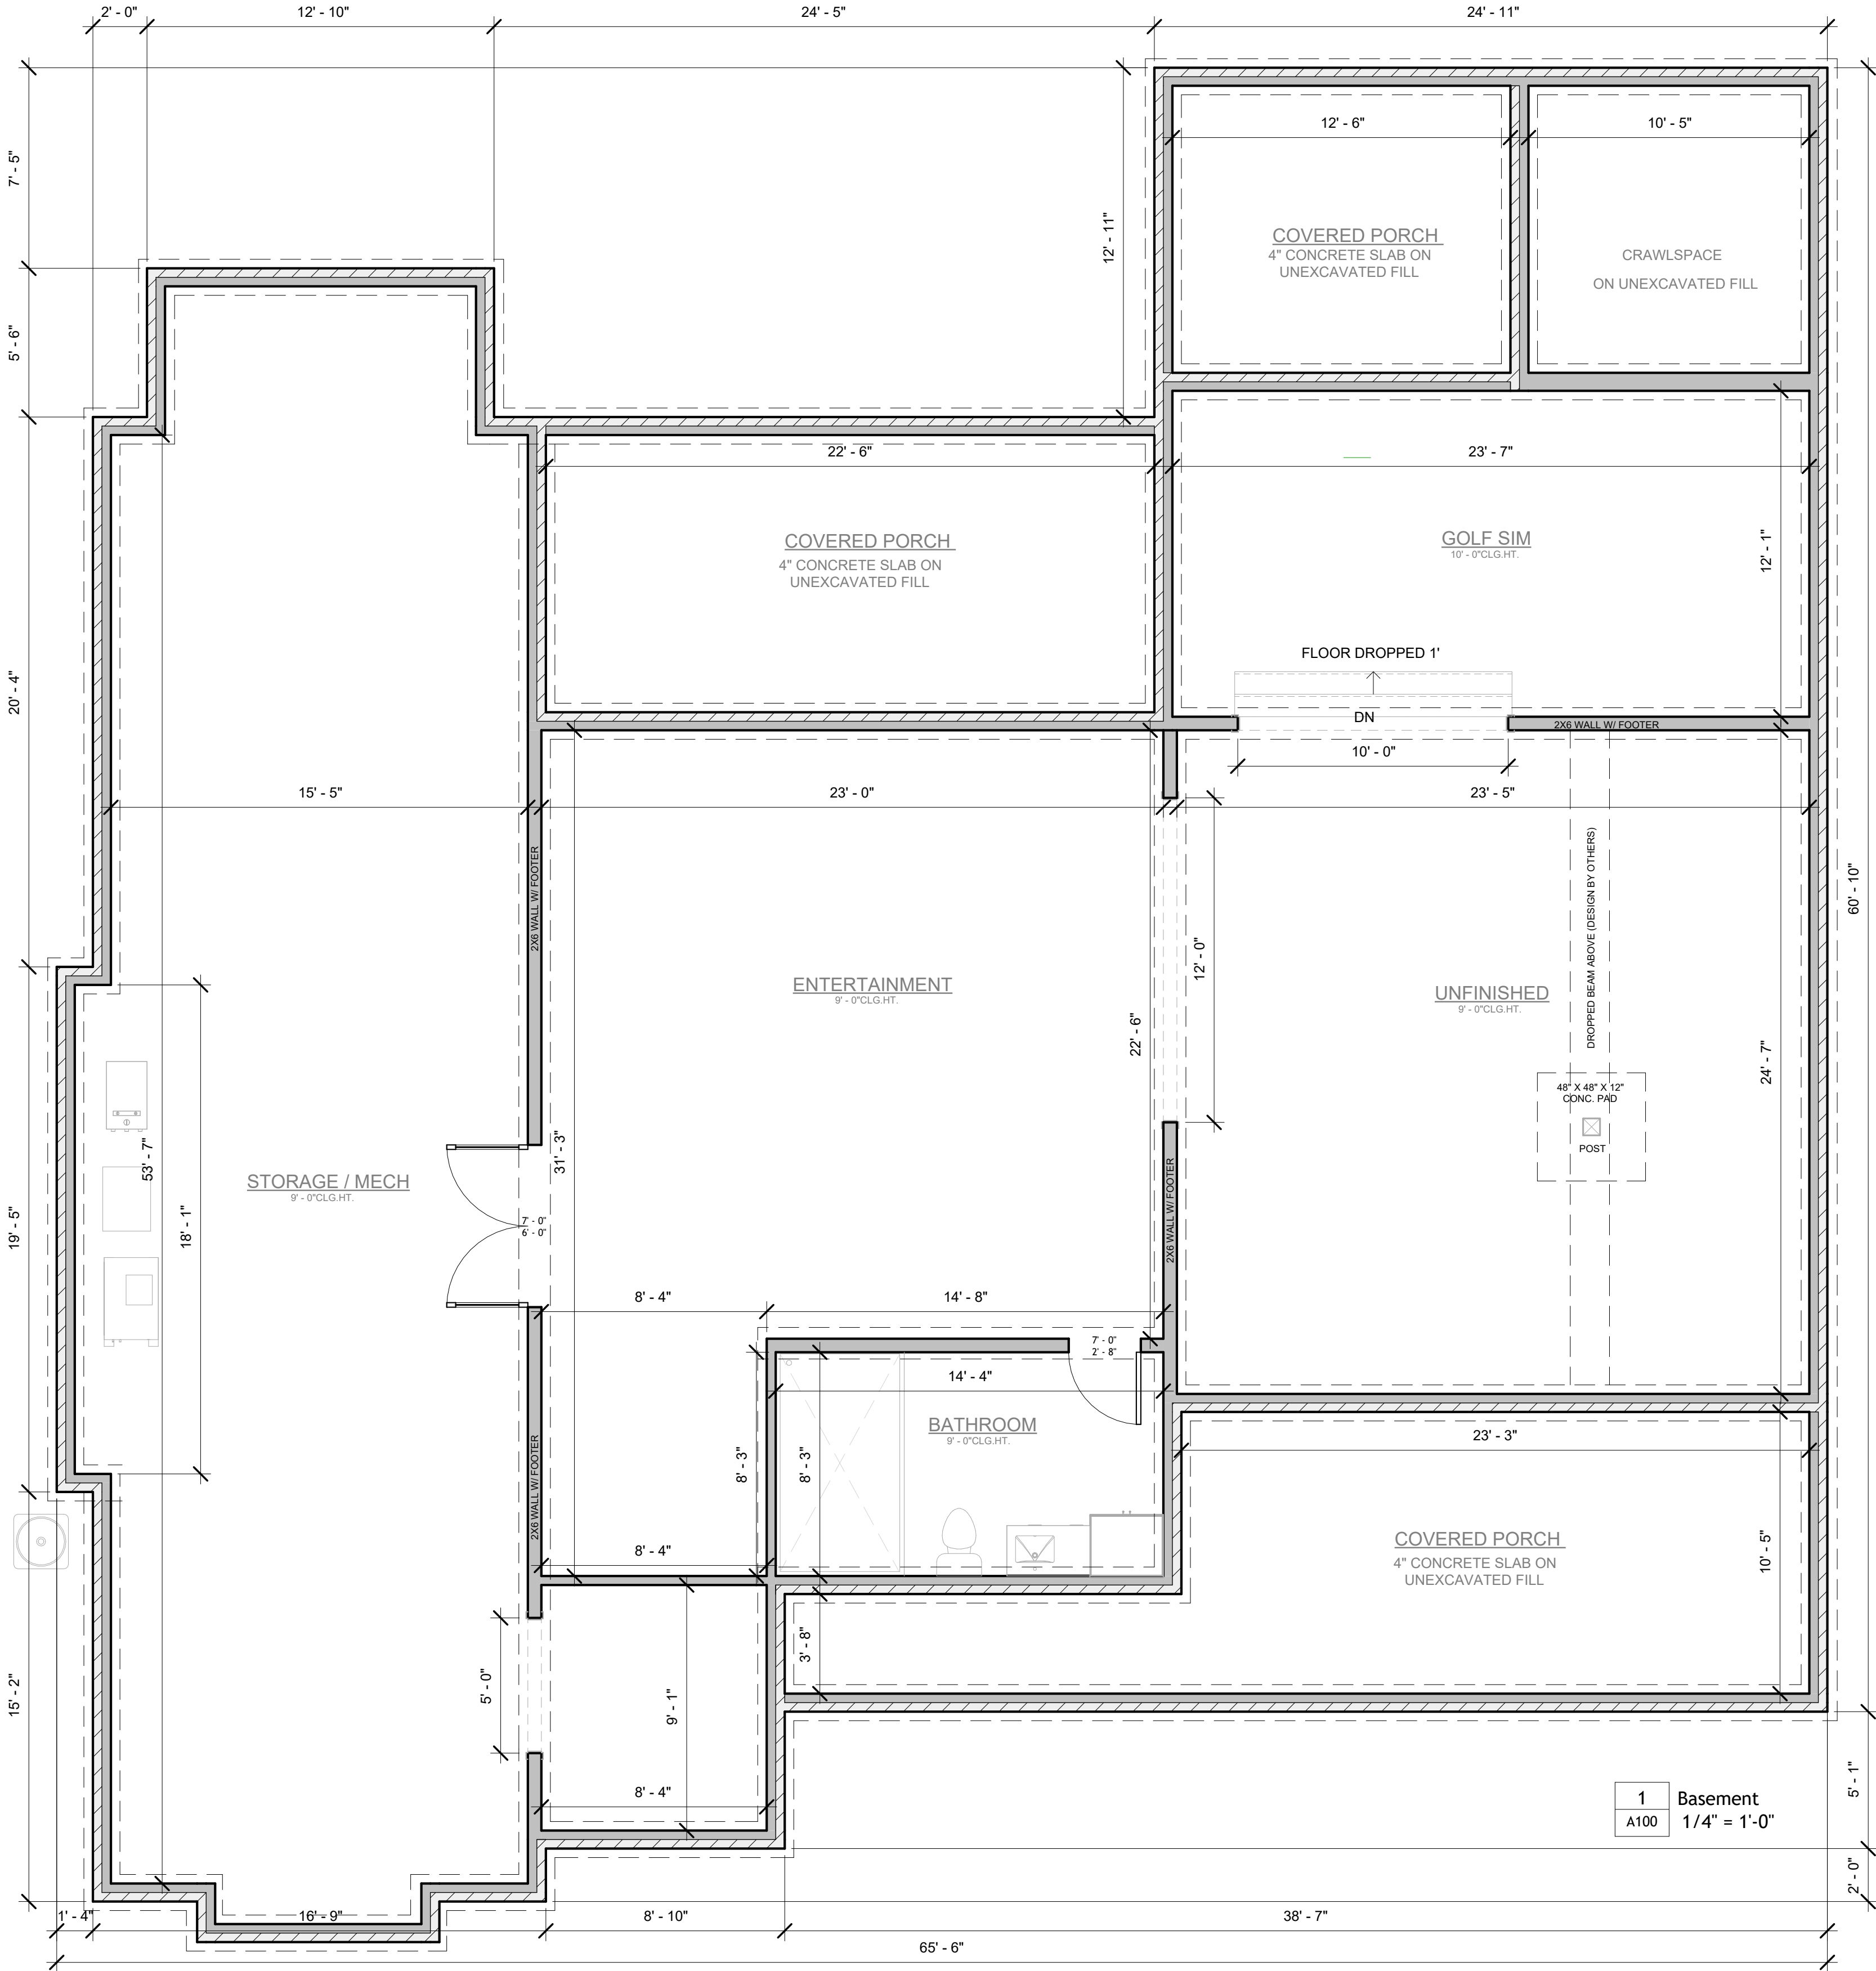 2' - 0"
12' - 10"
24' - 5"
24' - 11"
7' - 5"
12' - 11"
12' - 6"
10' - 5"
COVERED PORCH
4" CONCRETE SLAB ON
UNEXCAVATED FILL
CRAWLSPACE
ON UNEXCAVATED FILL
5' - 6"
22' - 6"
23' - 7"
COVERED PORCH
4" CONCRETE SLAB ON
UNEXCAVATED FILL
GOLF SIM
10' - 0"CLG.HT.
12' - 1"
20' - 4"
FLOOR DROPPED 1'
DN
2X6 WALL W/ FOOTER
10' - 0"
15' - 5"
23' - 0"
23' - 5"
2X6 WALL W/ FOOTER
DROPPED BEAM ABOVE (DESIGN BY OTHERS)
60' - 10"
12' - 0"
ENTERTAINMENT
9' - 0"CLG.HT.
UNFINISHED
9' - 0"CLG.HT.
22' - 6"
24' - 7"
48" X 48" X 12"
CONC. PAD
POST
53' - 7"
31' - 3"
STORAGE / MECH
9' - 0"CLG.HT.
19' - 5"
18' - 1"
7' - 0"
6' - 0"
2X6 WALL W/ FOOTER
8' - 4"
14' - 8"
7' - 0"
2' - 8"
14' - 4"
BATHROOM
9' - 0"CLG.HT.
23' - 3"
8' - 3"
8' - 3"
2X6 WALL W/ FOOTER
COVERED PORCH
4" CONCRETE SLAB ON
UNEXCAVATED FILL
10' - 5"
8' - 4"
3' - 8"
15' - 2"
5' - 0"
9' - 1"
8' - 4"
5' - 1"
1
Basement
A100
1/4" = 1'-0"
2' - 0"
1' - 4"
16' - 9"
8' - 10"
38' - 7"
65' - 6"